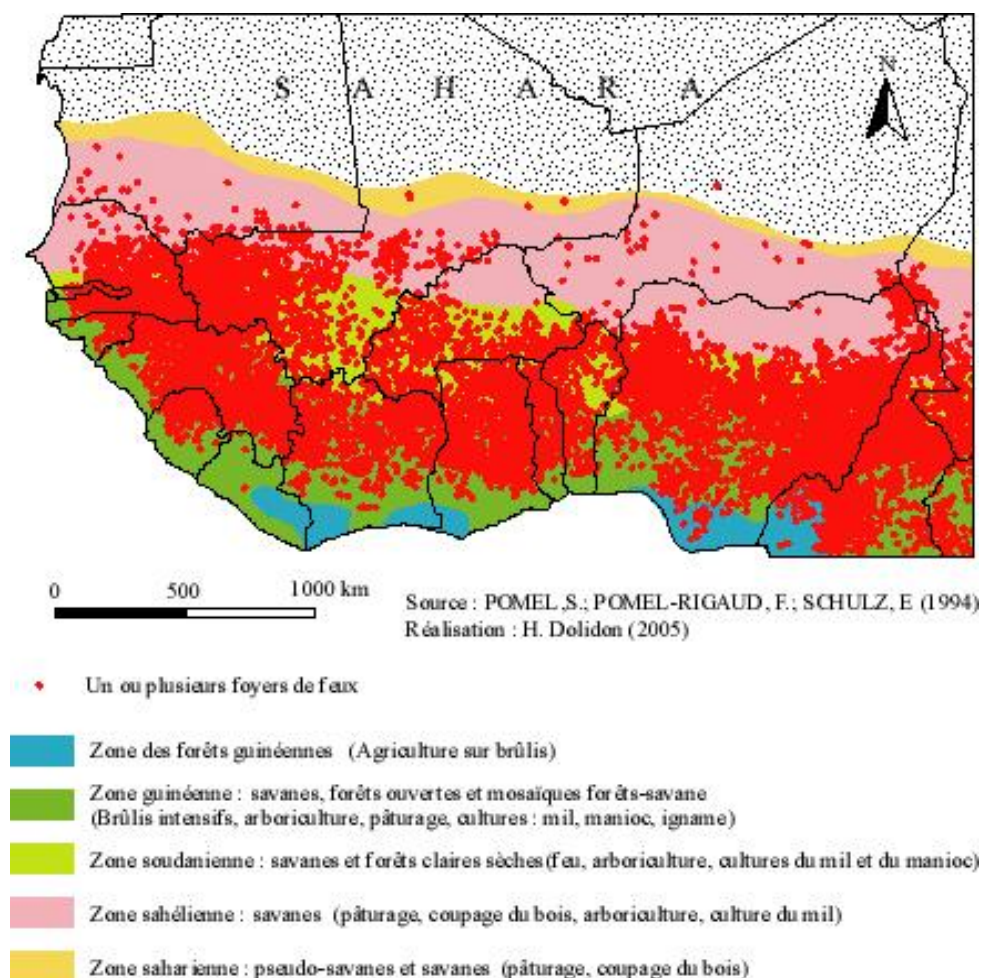 S A H A R A
N
0 500 1000 km
Source : POMEL ,S.; POMEL-RIGAUD, F.; SCHULZ, E (1994)
Réalisation : H. Dolidon (2005)
Un ou plusieurs foyers de feux
Zone des forêts guinéennes (Agriculture sur brûlis)
Zone guinéenne : savanes, forêts ouvertes et mosaïques forêts-savane
(Brûlis intensifs, arboriculture, pâturage, cultures : mil, manioc, igname)
Zone soudanienne : savanes et forêts claires sèches (feu, arboriculture, cultures du mil et du manioc)
Zone sahélienne : savanes (pâturage, coupage du bois, arboriculture, culture du mil)
Zone saharienne : pseudo-savanes et savanes (pâturage, coupage du bois)